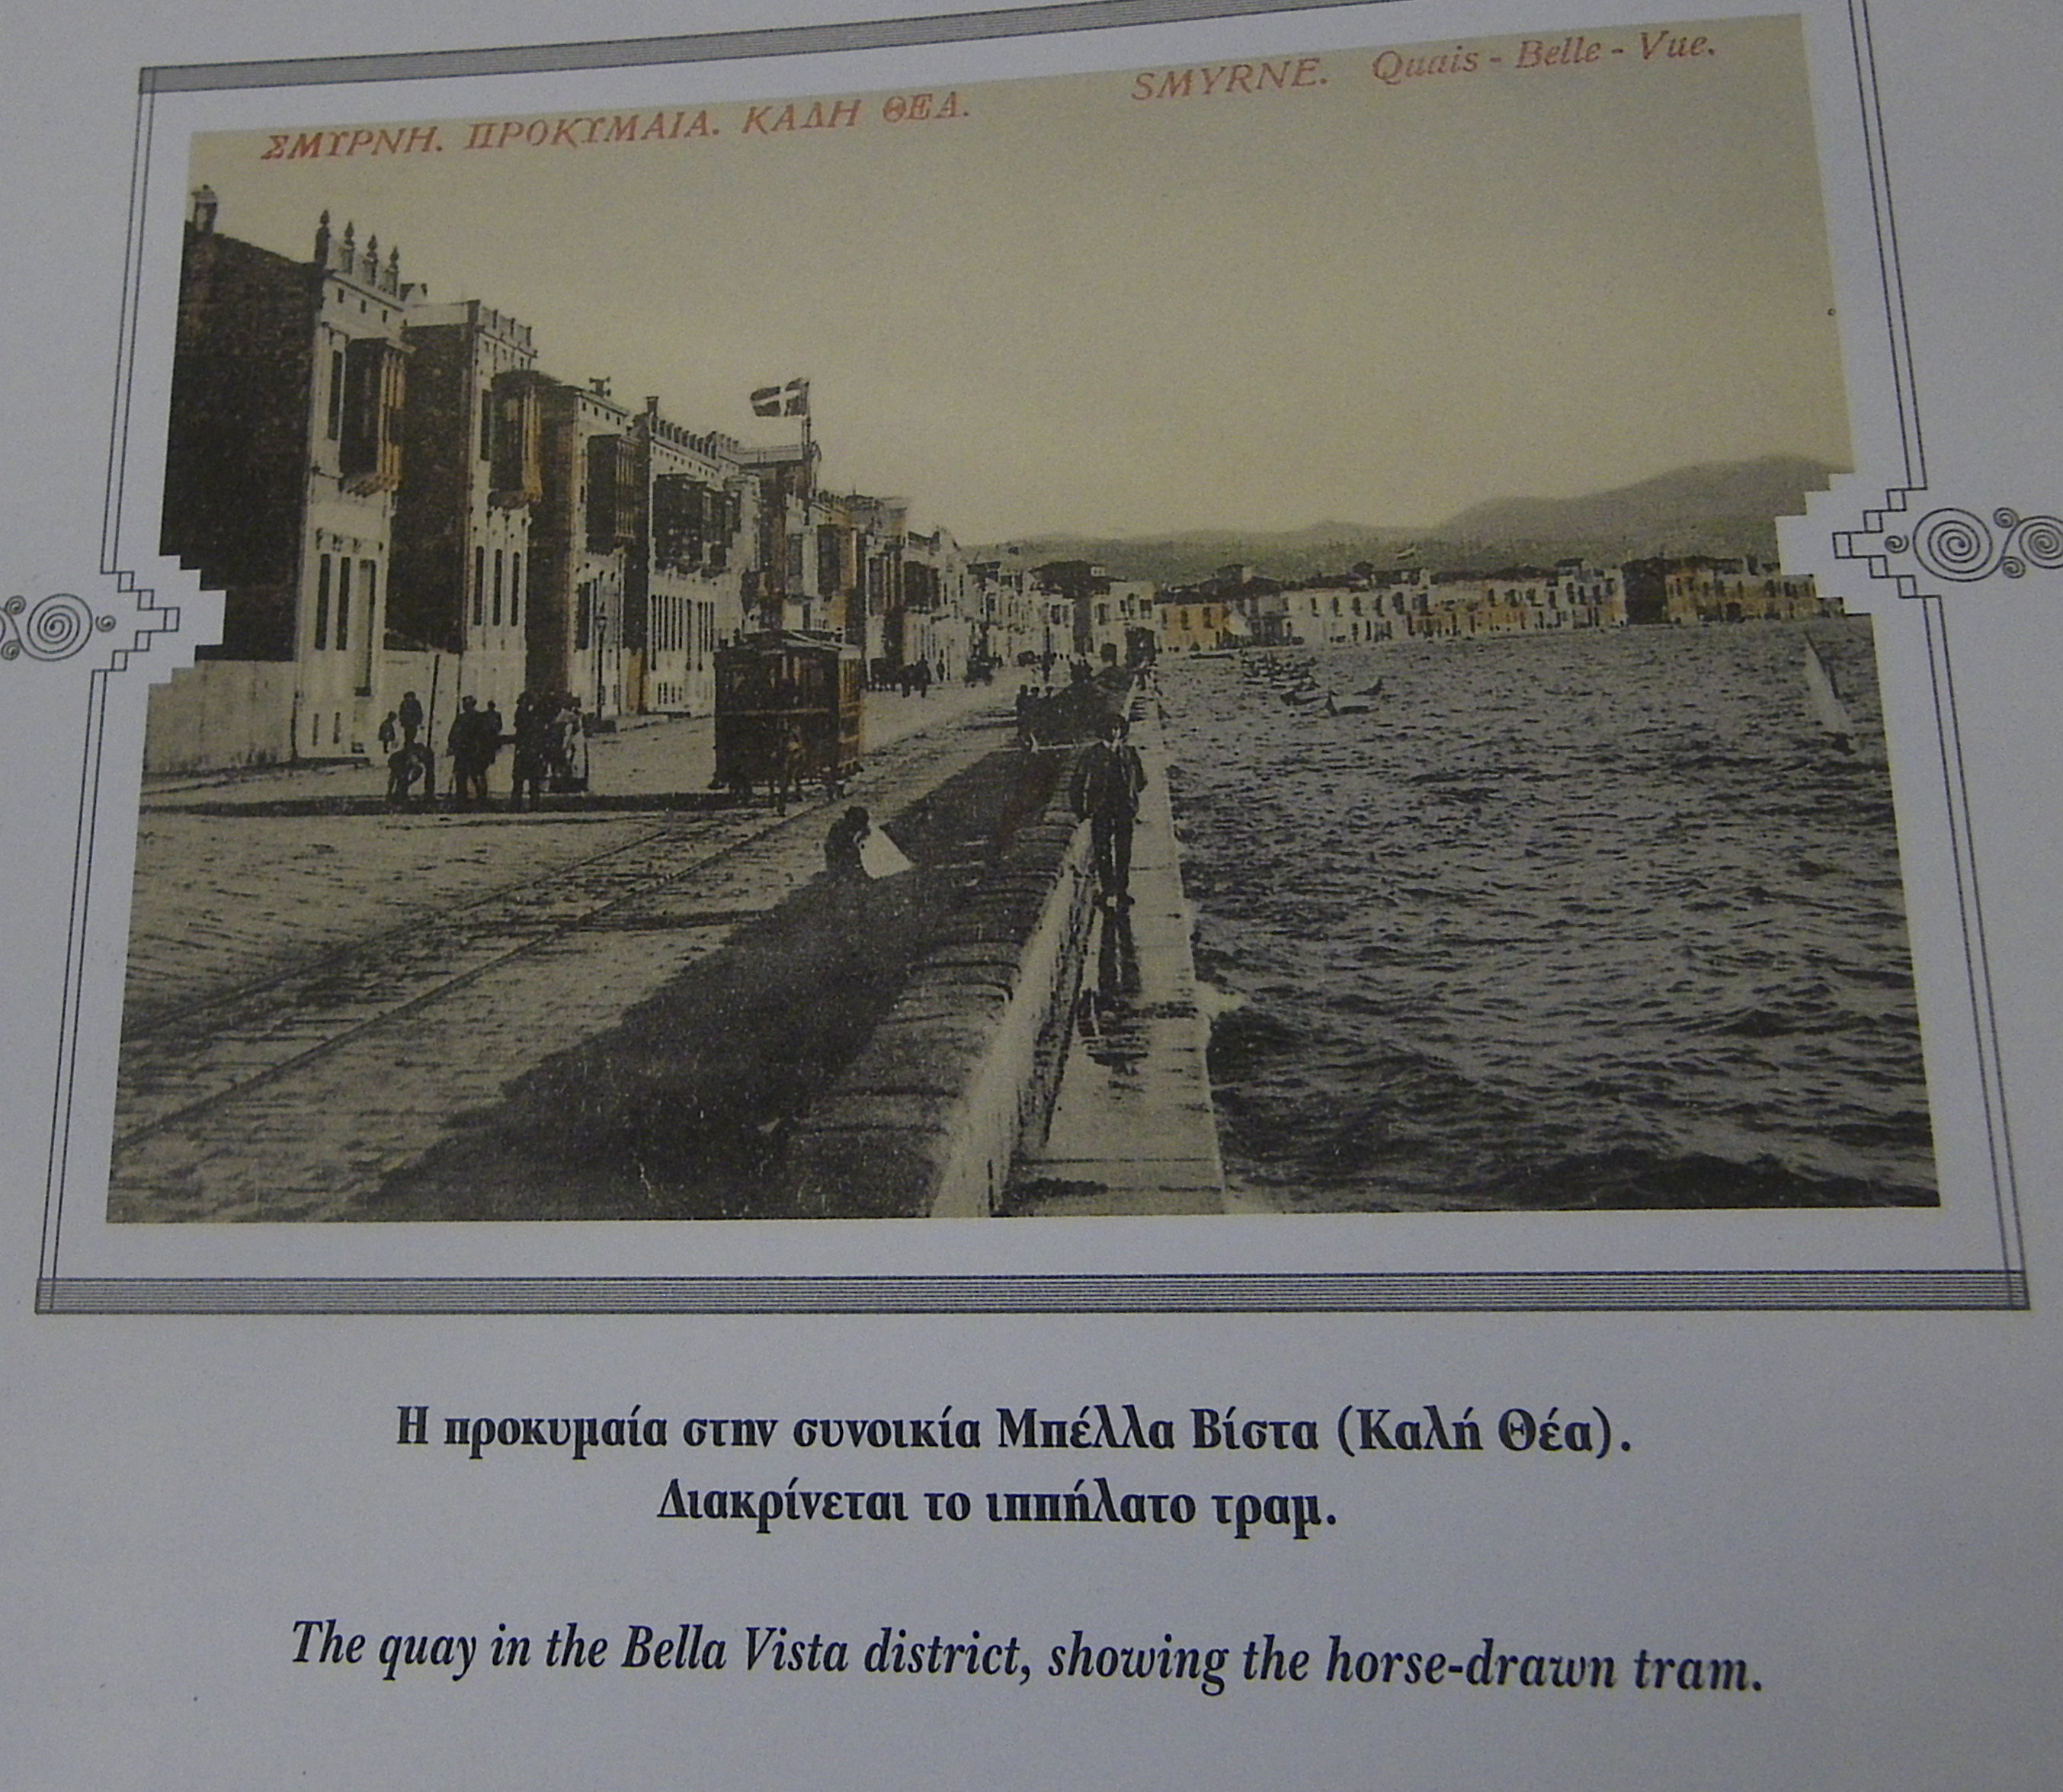 ΣΜΥΡΝΗ. ΠΡΟΚΥΜΑΙΑ. ΚΑΛΗ ΘΕΑ. SMYRNE. Quais - Belle - Vue.
Η προκυμαία στην συνοικία Μπέλλα Βίστα (Καλή Θέα).
Διακρίνεται το ιππήλατο τραμ.
The quay in the Bella Vista district, showing the horse-drawn tram.